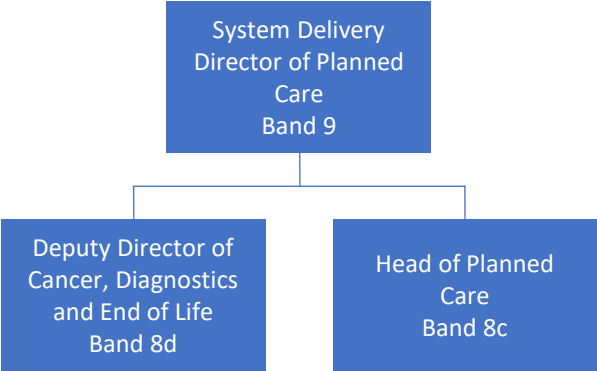 System Delivery
Director of Planned
Care
Band 9
Deputy Director of
Cancer, Diagnostics
and End of Life
Band 8d
Head of Planned
Care
Band 8c